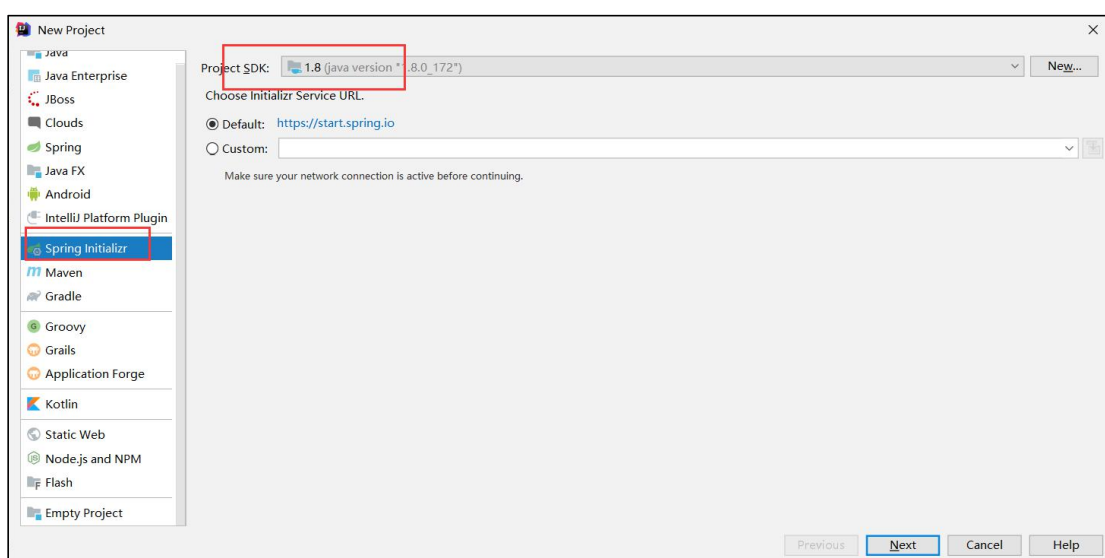 New Project
Java
Java Enterprise
JBoss
Clouds
Spring
Java FX
Android
IntelliJ Platform Plugin
Spring Initializr
Maven
Gradle
Groovy
Grails
Application Forge
Kotlin
Static Web
Node.js and NPM
Flash
Empty Project
Project SDK: 1.8 (java version "1.8.0_172") New...
Choose Initializr Service URL.
Default: https://start.spring.io
Custom:
Make sure your network connection is active before continuing.
Previous Next Cancel Help